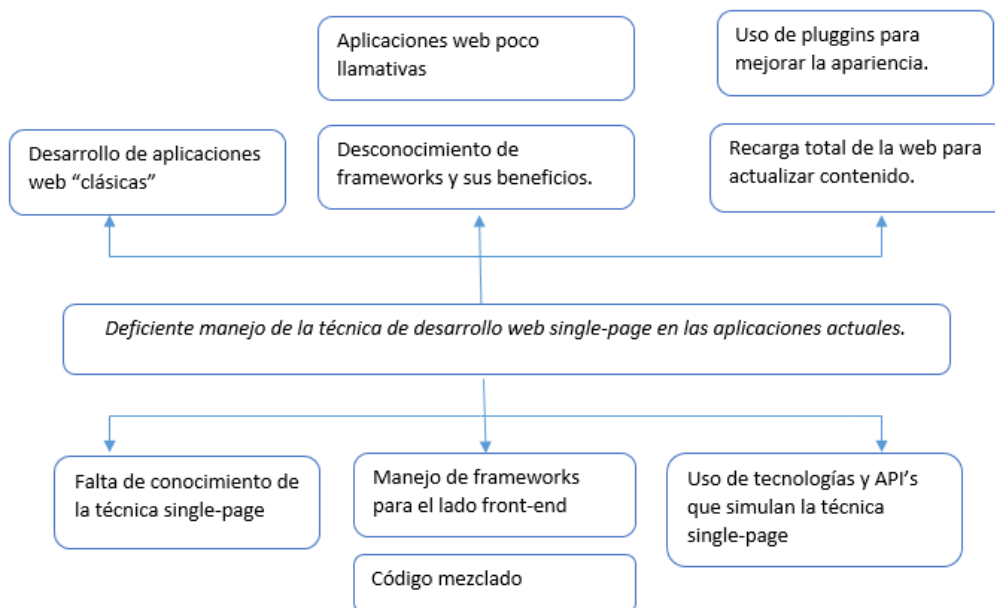 Aplicaciones web poco
llamativas
Uso de pluggins para
mejorar la apariencia.
Desarrollo de aplicaciones
web “clásicas”
Desconocimiento de
frameworks y sus beneficios.
Recarga total de la web para
actualizar contenido.
Deficiente manejo de la técnica de desarrollo web single-page en las aplicaciones actuales.
Falta de conocimiento de
la técnica single-page
Manejo de frameworks
para el lado front-end
Uso de tecnologías y API’s
que simulan la técnica
single-page
Código mezclado